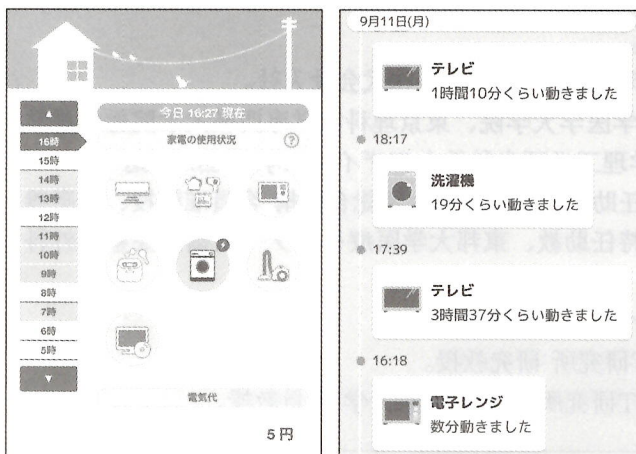 今日 16:27 現在
家電の使用状況
?
16時
15時
14時
13時
12時
11時
10時
9時
8時
7時
6時
5時
電気代
5円
9月11日(月)
テレビ
1時間10分くらい動きました
18:17
洗濯機
19分くらい動きました
17:39
テレビ
3時間37分くらい動きました
16:18
電子レンジ
数分動きました